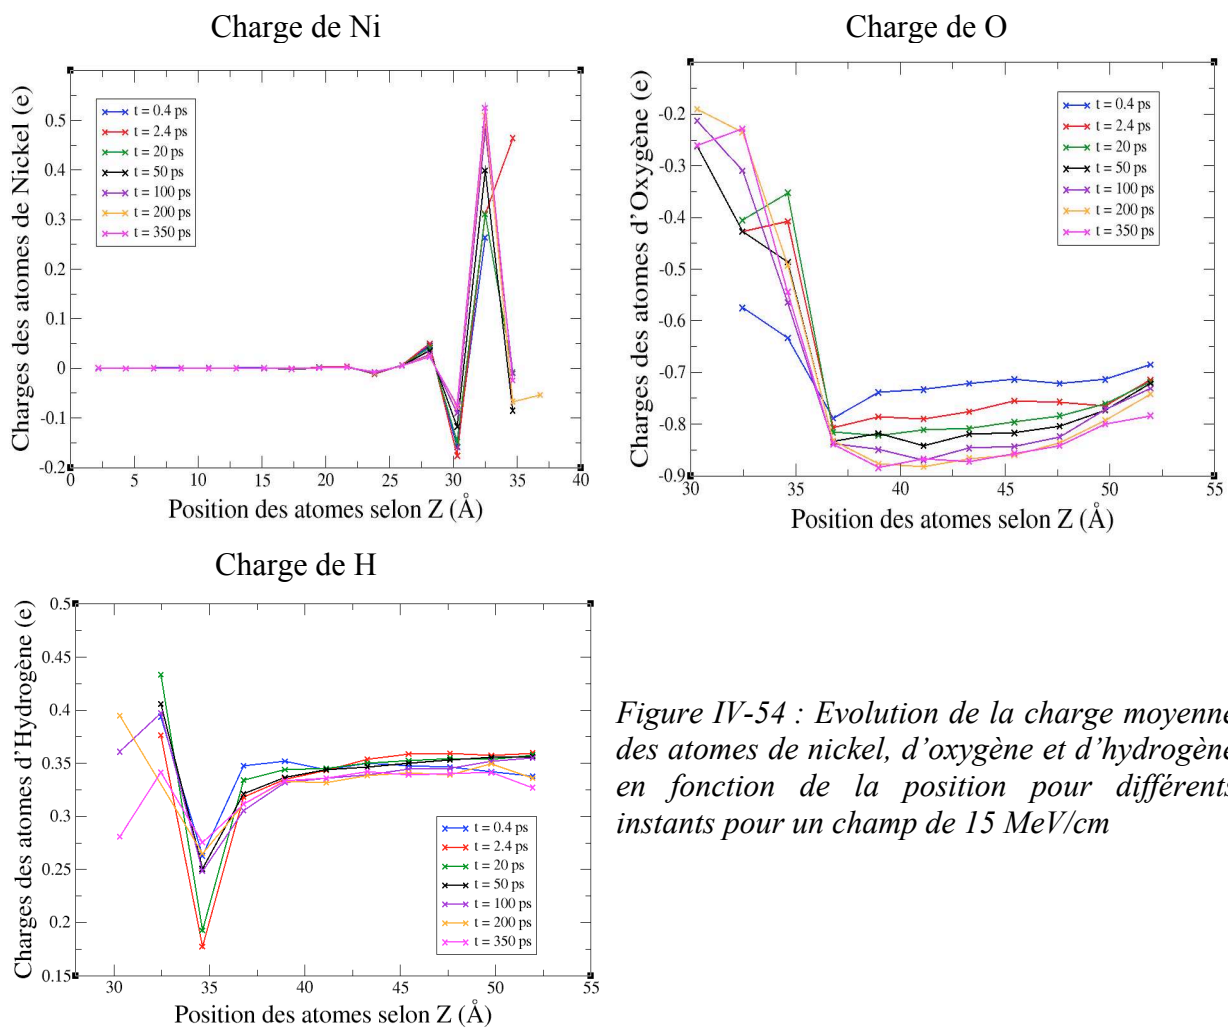 Charge de Ni
Charges des atomes de Nickel (e)
0.5
0.4
0.3
0.2
0.1
0
-0.1
-0.2
t = 0.4 ps
t = 2.4 ps
t = 20 ps
t = 50 ps
t = 100 ps
t = 200 ps
t = 350 ps
0 5 10 15 20 25 30 35 40
Position des atomes selon Z (Å)
Charge de O
Charges des atomes d'Oxygène (e)
-0.2
-0.3
-0.4
-0.5
-0.6
-0.7
-0.8
-0.9
t = 0.4 ps
t = 2.4 ps
t = 20 ps
t = 50 ps
t = 100 ps
t = 200 ps
t = 350 ps
30 35 40 45 50 55
Position des atomes selon Z (Å)
Charge de H
Charges des atomes d'Hydrogène (e)
0.5
0.45
0.4
0.35
0.3
0.25
0.2
0.15
t = 0.4 ps
t = 2.4 ps
t = 20 ps
t = 50 ps
t = 100 ps
t = 200 ps
t = 350 ps
30 35 40 45 50 55
Position des atomes selon Z (Å)
Figure IV-54 : Evolution de la charge moyenne
des atomes de nickel, d'oxygène et d'hydrogène
en fonction de la position pour différents
instants pour un champ de 15 MeV/cm